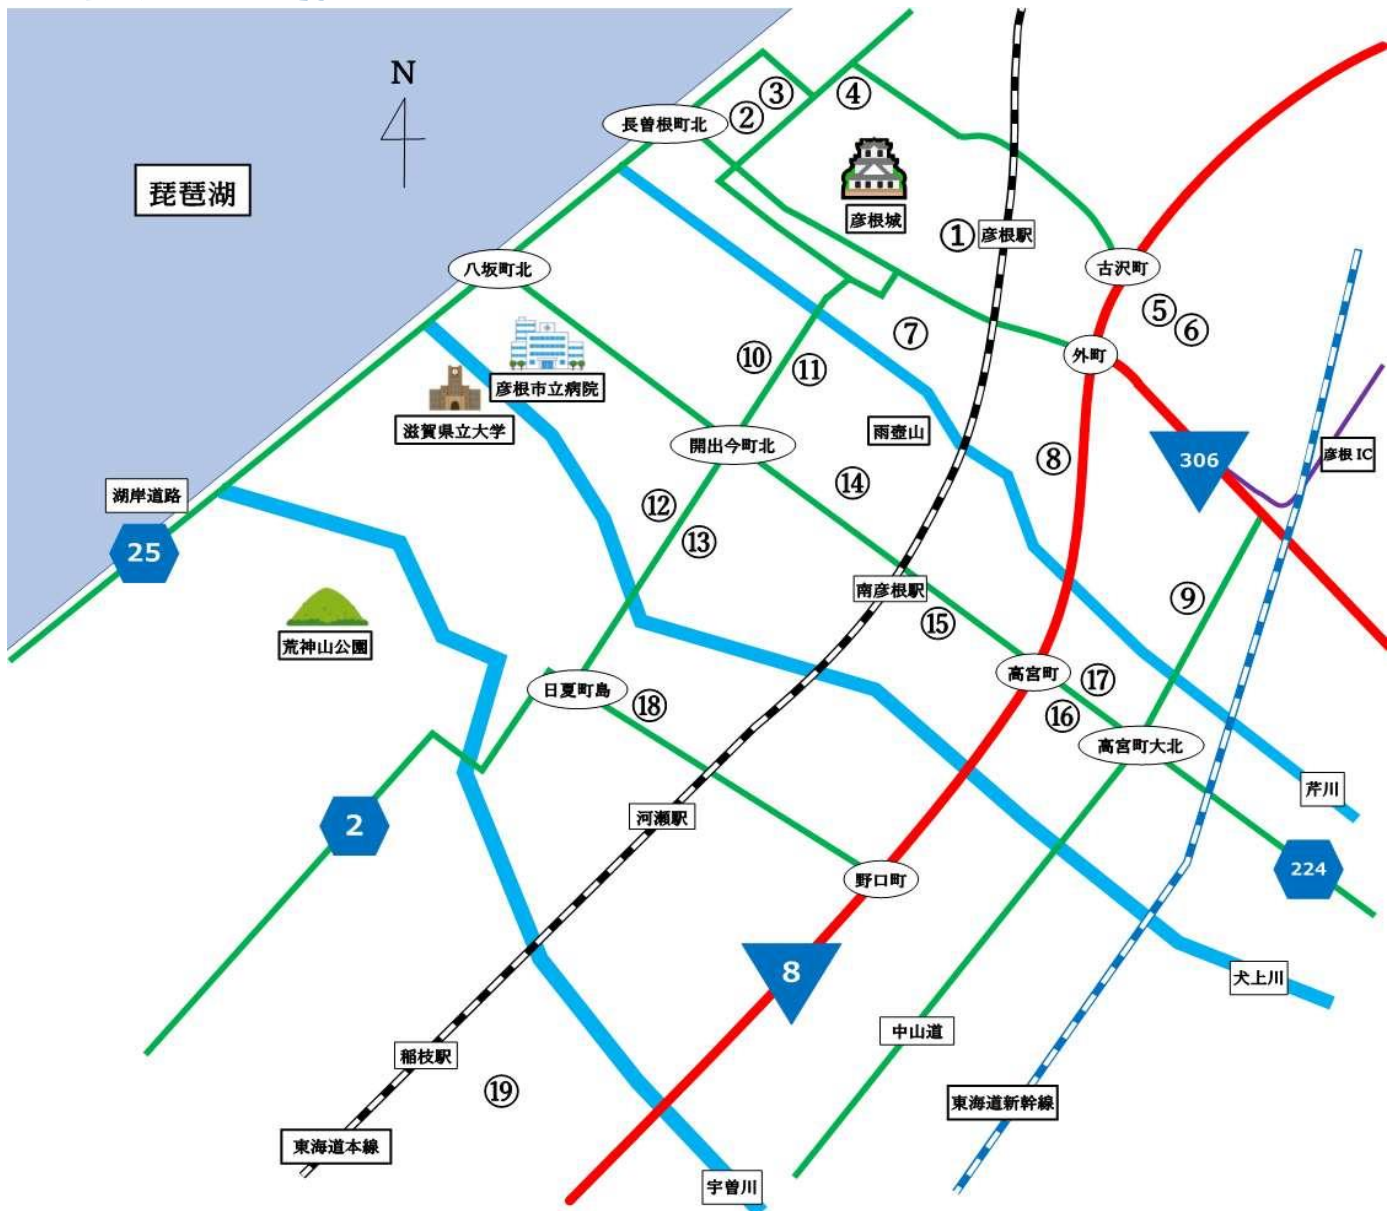 N
③
④
②
長曽根町北
琵琶湖
彦根城
①
彦根駅
八坂町北
古沢町
⑤
⑥
⑦
外町
⑩
⑪
彦根市立病院
滋賀県立大学
雨壺山
開出今町北
⑧
306
彦根 IC
湖岸道路
25
⑫
⑬
⑭
南彦根駅
⑮
⑨
荒神山公園
日夏町島
⑱
高宮町
⑰
⑯
高宮町大北
芹川
2
河瀬駅
野口町
224
8
犬上川
中山道
稲枝駅
⑲
東海道新幹線
東海道本線
宇曽川